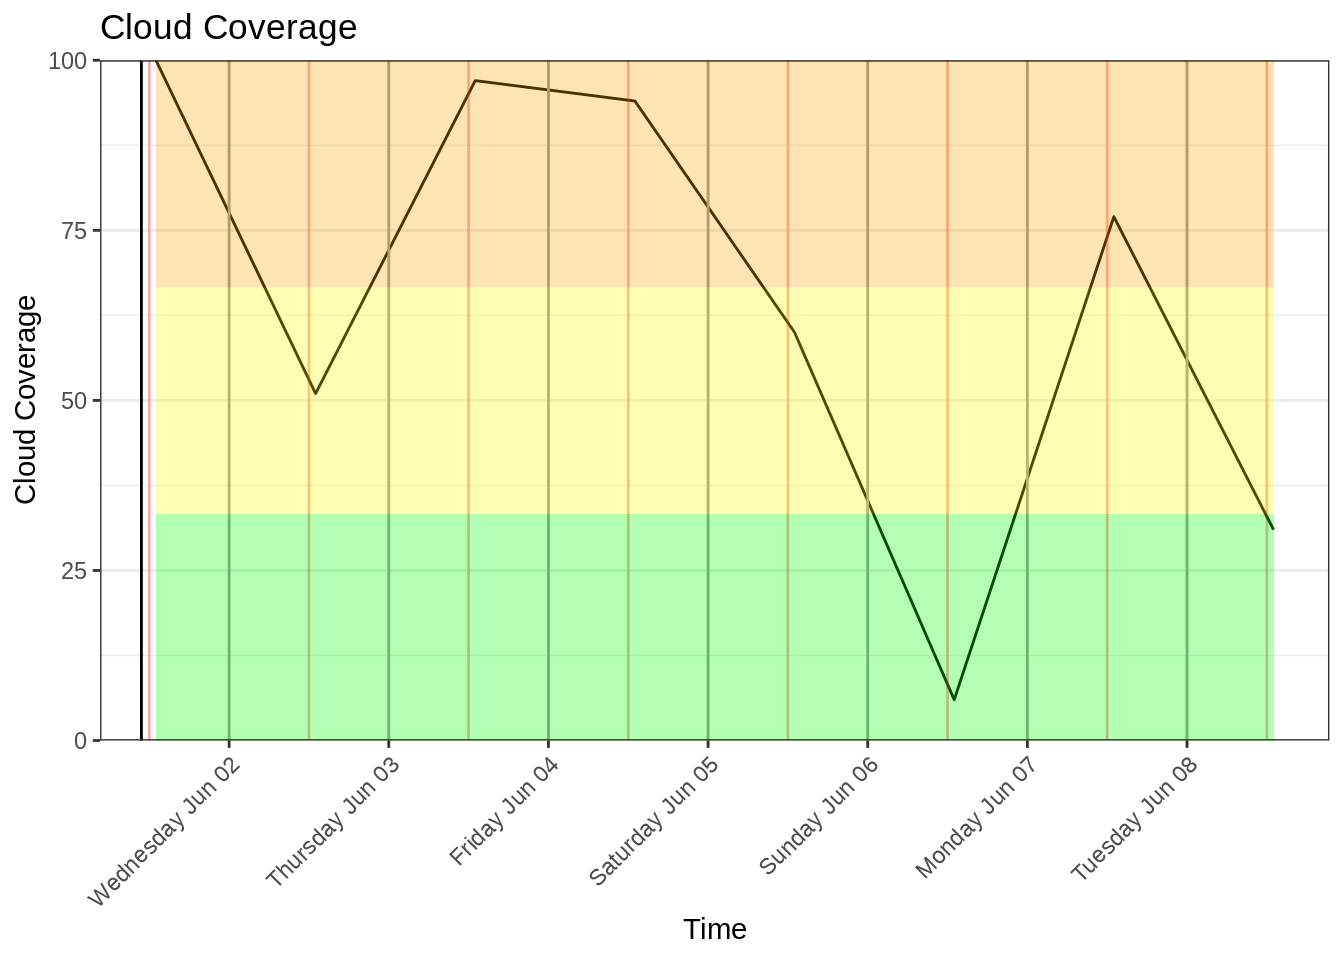 Cloud Coverage
Cloud Coverage
100
75
50
25
0
Wednesday Jun 02
Thursday Jun 03
Friday Jun 04
Saturday Jun 05
Sunday Jun 06
Monday Jun 07
Tuesday Jun 08
Time